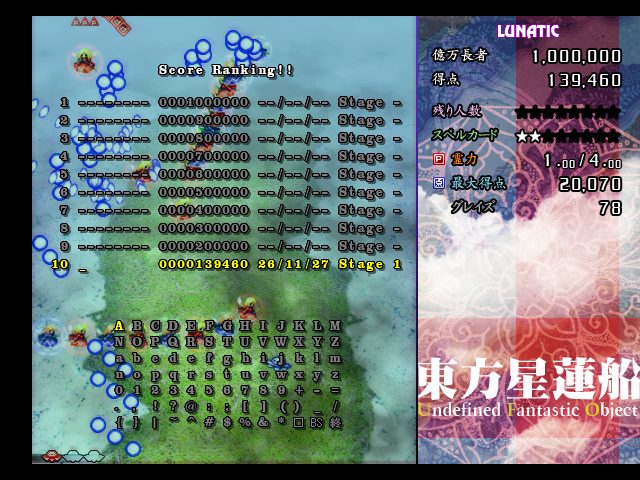 Score Ranking!!
1 -------- 0001000000 --/--/-- Stage -
2 -------- 0000900000 --/--/-- Stage -
3 -------- 0000800000 --/--/-- Stage -
4 -------- 0000700000 --/--/-- Stage -
5 -------- 0000600000 --/--/-- Stage -
6 -------- 0000500000 --/--/-- Stage -
7 -------- 0000400000 --/--/-- Stage -
8 -------- 0000300000 --/--/-- Stage -
9 -------- 0000200000 --/--/-- Stage -
10 _ 0000139460 26/11/27 Stage 1
A B C D E F G H I J K L M
N O P Q R S T U V W X Y Z
a b c d e f g h i j k l m
n o p q r s t u v w x y z
0 1 2 3 4 5 6 7 8 9 + - =
. , ! ? @ : ; [ ] ( ) _ /
{ } | ~ ^ # $ % & * □ BS 終
LUNATIC
億万長者 1,000,000
得点 139,460
残り人数
スペルカード
P 霊力 1.00/4.00
点 最大得点 20,070
グレイズ 78
東方星蓮船
Undefined Fantastic Object